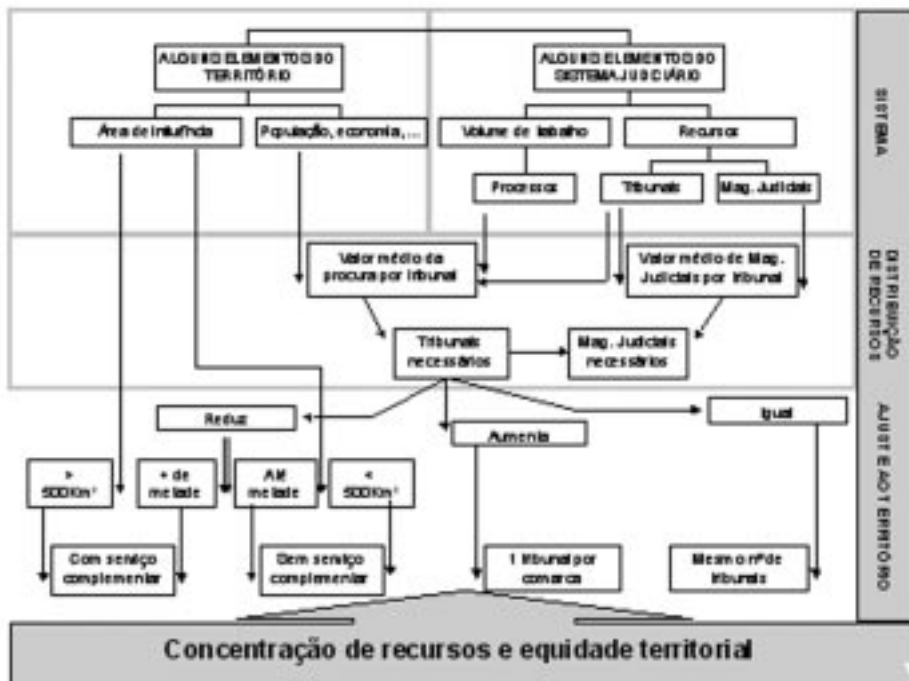 ALGUNS ELEMENTOS DO
TERRITÓRIO
ALGUNS ELEMENTOS DO
SISTEMA JUDICIÁRIO
Área de Influência
População, economia, ...
Volume de trabalho
Recursos
Processos
Tribunais
Mag. Judiciais
SISTEMA
Valor médio da
procura por tribunal
Valor médio de Mag.
Judiciais por tribunal
Tribunais
necessários
Mag. Judiciais
necessários
DISTRIBUIÇÃO
DE RECURSOS
Reduz
Aumenta
Igual
>
500Km²
+ de
metade
Até
metade
<
500Km²
Com serviço
complementar
Sem serviço
complementar
1 tribunal por
comarca
Mesmo nº de
tribunais
AJUSTE AO TERRITÓRIO
Concentração de recursos e equidade territorial